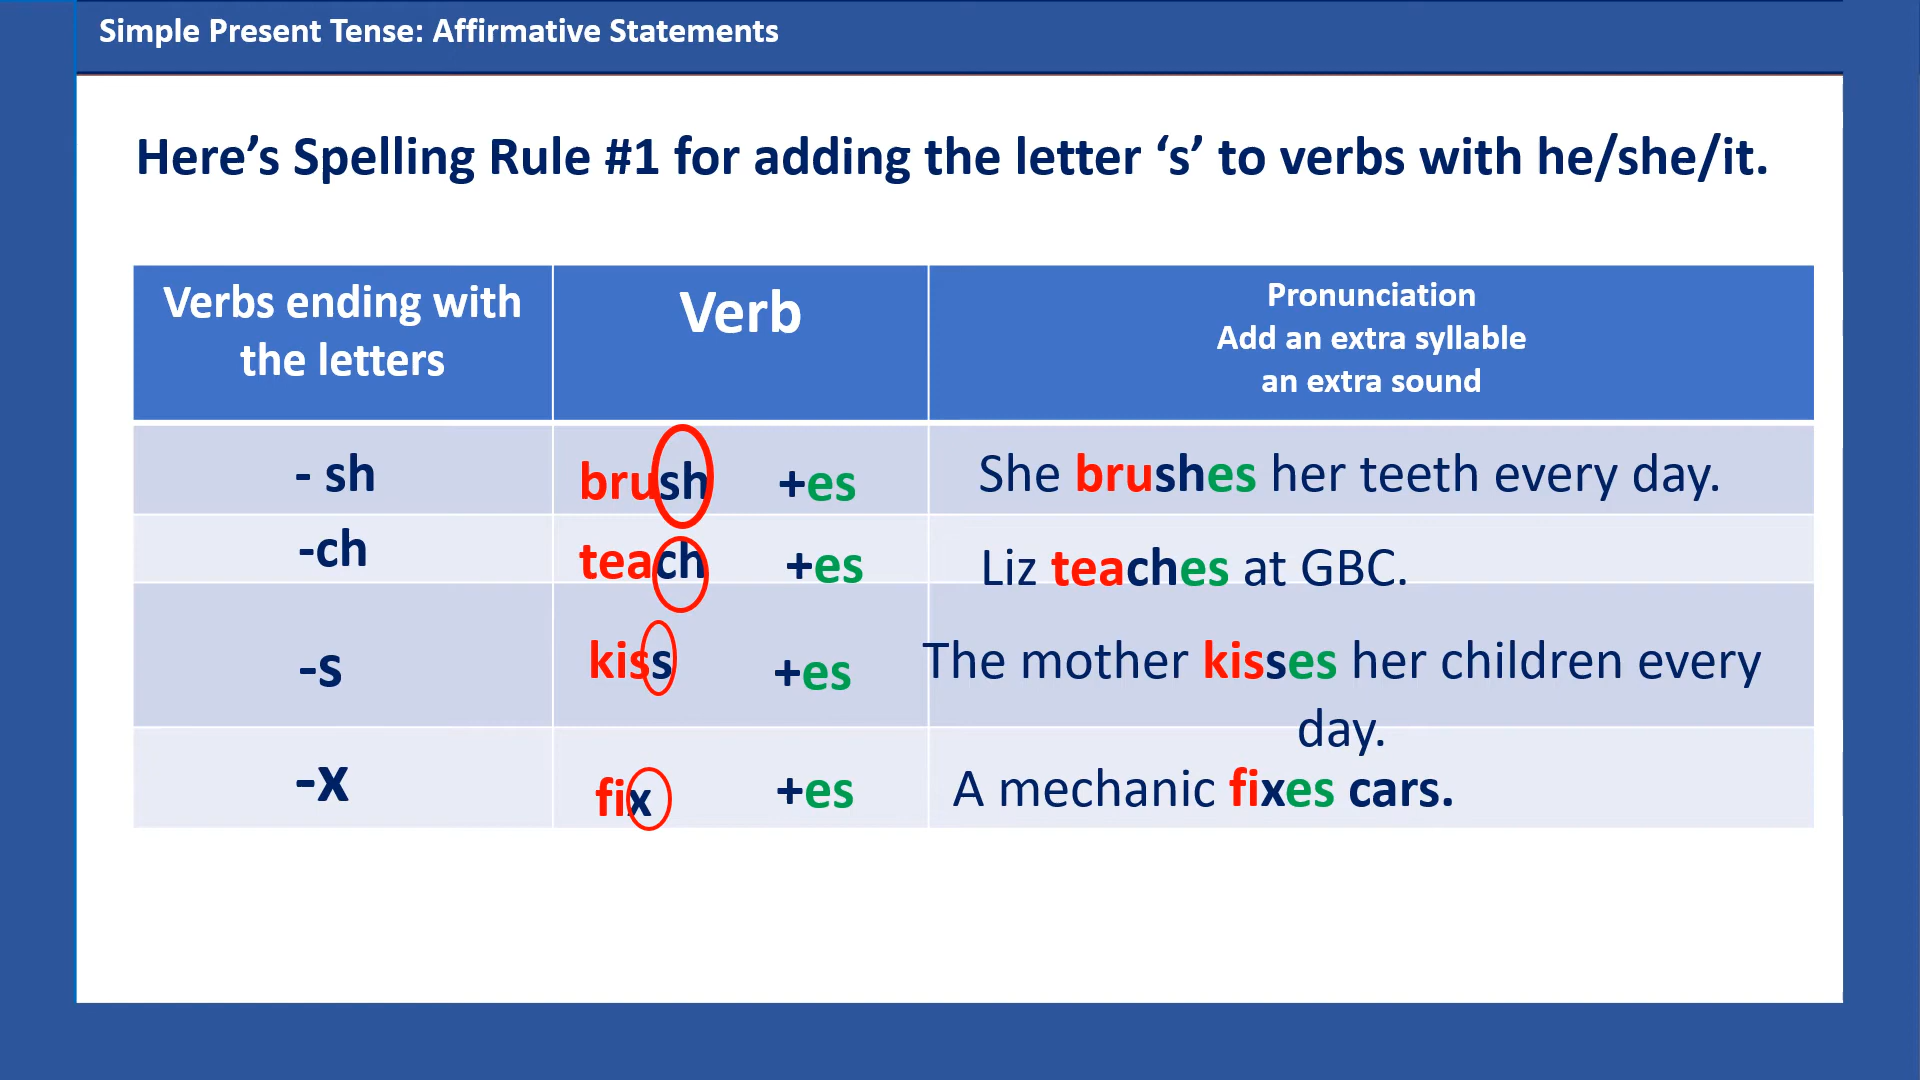 Simple Present Tense: Affirmative Statements
Here’s Spelling Rule #1 for adding the letter ‘s’ to verbs with he/she/it.
Verbs ending with
the letters
Verb
Pronunciation
Add an extra syllable
an extra sound
- sh
brush +es
She brushes her teeth every day.
-ch
teach +es
Liz teaches at GBC.
-s
kiss +es
The mother kisses her children every
day.
-x
fix +es
A mechanic fixes cars.